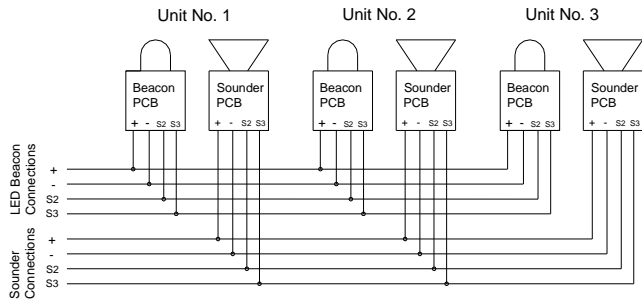 Unit No. 1 Unit No. 2 Unit No. 3
Beacon PCB
+ - S2 S3
Sounder PCB
+ - S2 S3
Beacon PCB
+ - S2 S3
Sounder PCB
+ - S2 S3
Beacon PCB
+ - S2 S3
Sounder PCB
+ - S2 S3
LED Beacon
Connections
+
-
S2
S3
Sounder
Connections
+
-
S2
S3